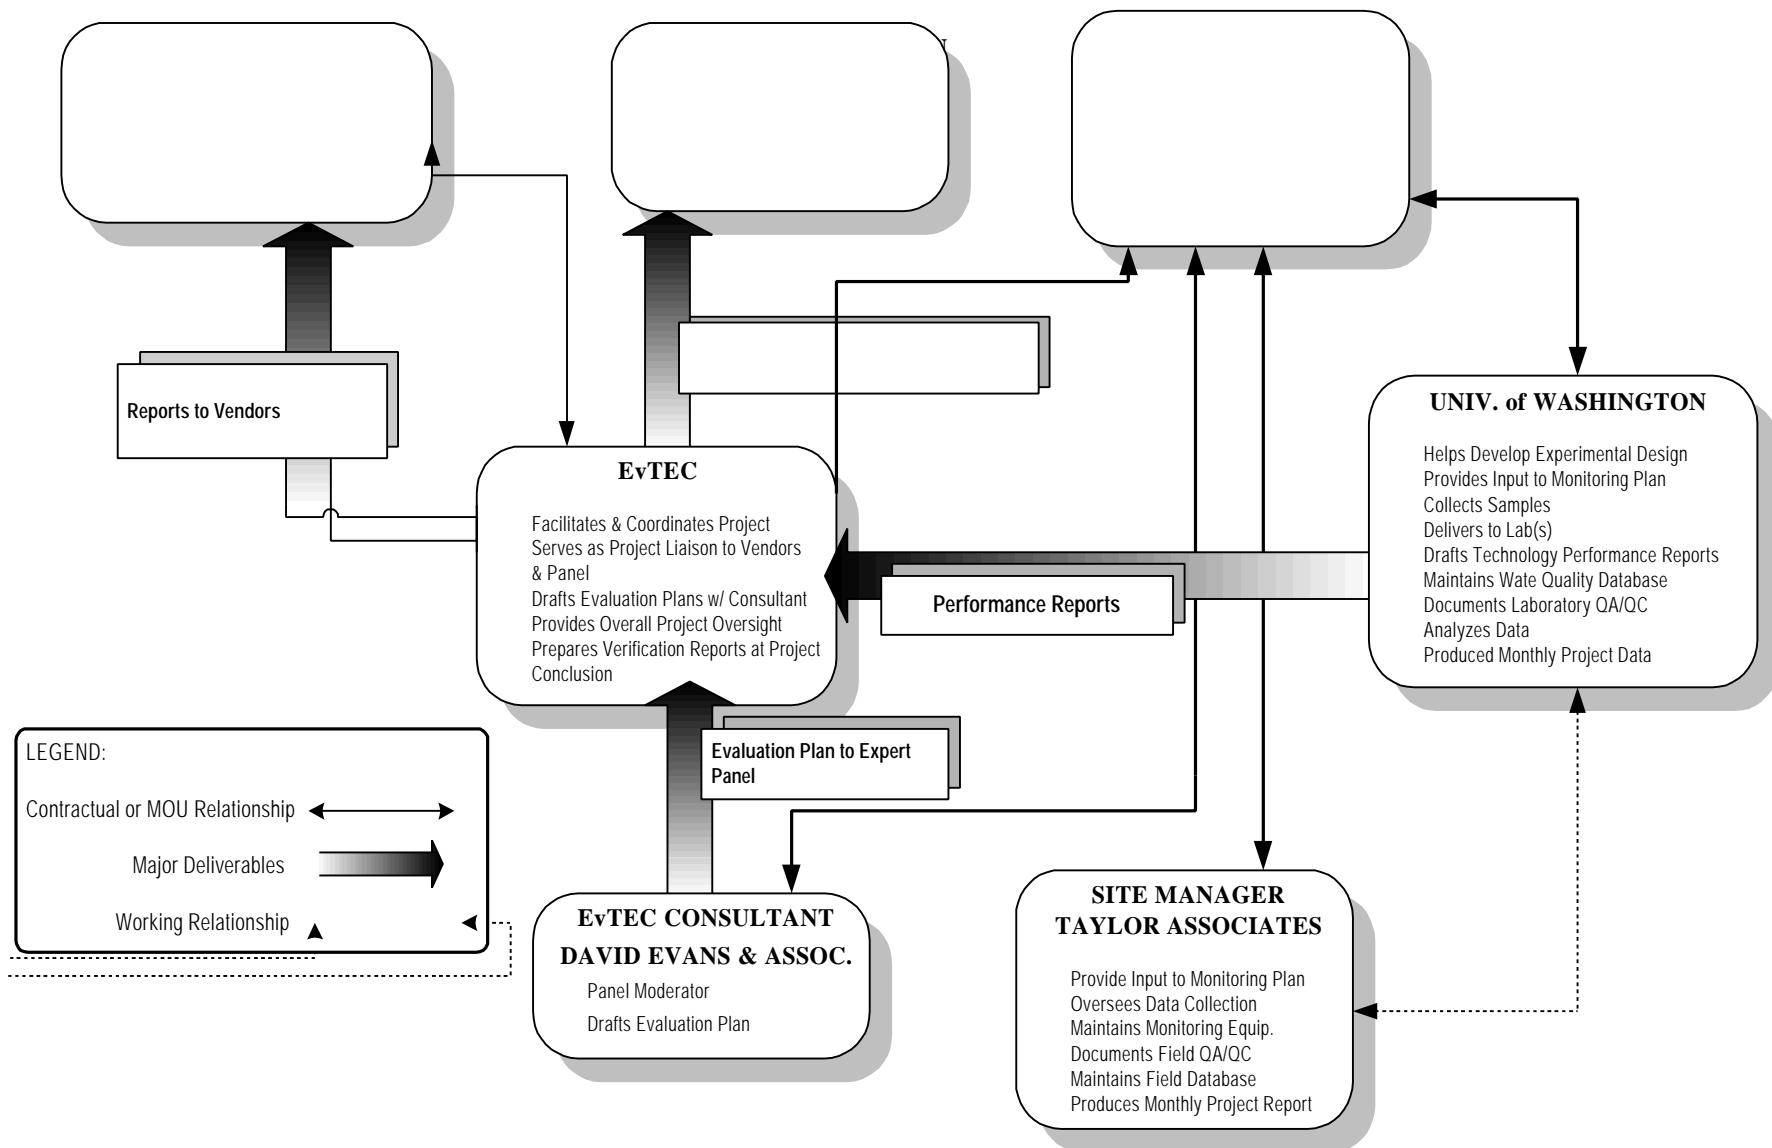 Reports to Vendors
EvTEC
Facilitates & Coordinates Project
Serves as Project Liaison to Vendors
& Panel
Drafts Evaluation Plans w/ Consultant
Provides Overall Project Oversight
Prepares Verification Reports at Project
Conclusion
UNIV. of WASHINGTON
Helps Develop Experimental Design
Provides Input to Monitoring Plan
Collects Samples
Delivers to Lab(s)
Drafts Technology Performance Reports
Maintains Wate Quality Database
Documents Laboratory QA/QC
Analyzes Data
Produced Monthly Project Data
Performance Reports
Evaluation Plan to Expert
Panel
LEGEND:
Contractual or MOU Relationship
Major Deliverables
Working Relationship
EvTEC CONSULTANT
DAVID EVANS & ASSOC.
Panel Moderator
Drafts Evaluation Plan
SITE MANAGER
TAYLOR ASSOCIATES
Provide Input to Monitoring Plan
Oversees Data Collection
Maintains Monitoring Equip.
Documents Field QA/QC
Maintains Field Database
Produces Monthly Project Report